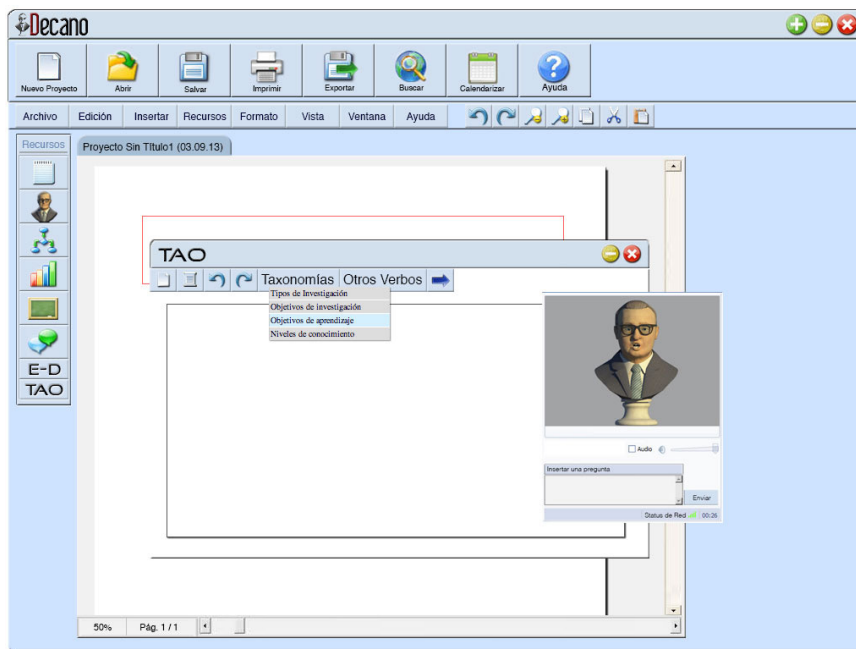 Decano
Nuevo Proyecto Abrir Salvar Imprimir Exportar Buscar Calendarizar Ayuda
Archivo Edición Insertar Recursos Formato Vista Ventana Ayuda
Recursos
Proyecto Sin Título1 (03.09.13)
TAO
Taxonomías Otros Verbos
Tipos de Investigación
Objetivos de investigación
Objetivos de aprendizaje
Niveles de conocimiento
E-D
TAO
Audo
Insertar una pregunta
Enviar
Status de Red 00:26
50% Pág. 1 / 1